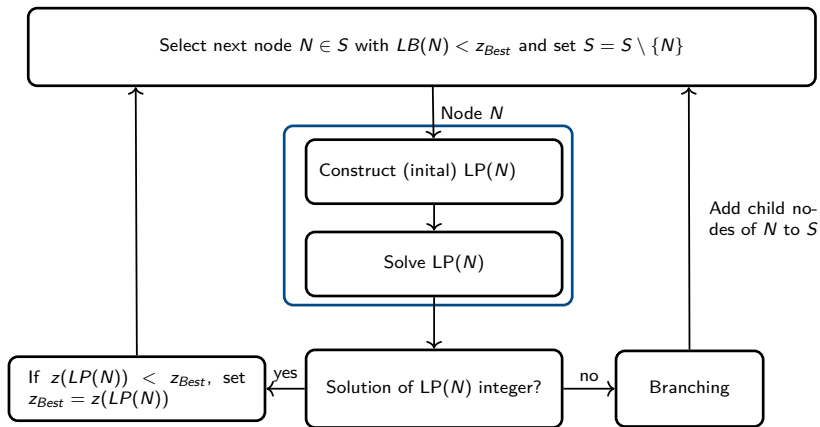 Select next node N ∈ S with LB(N) < z_Best and set S = S \ {N}
Node N
Construct (inital) LP(N)
Solve LP(N)
Add child no-
des of N to S
If z(LP(N)) < z_Best, set
z_Best = z(LP(N))
yes
Solution of LP(N) integer?
no
Branching